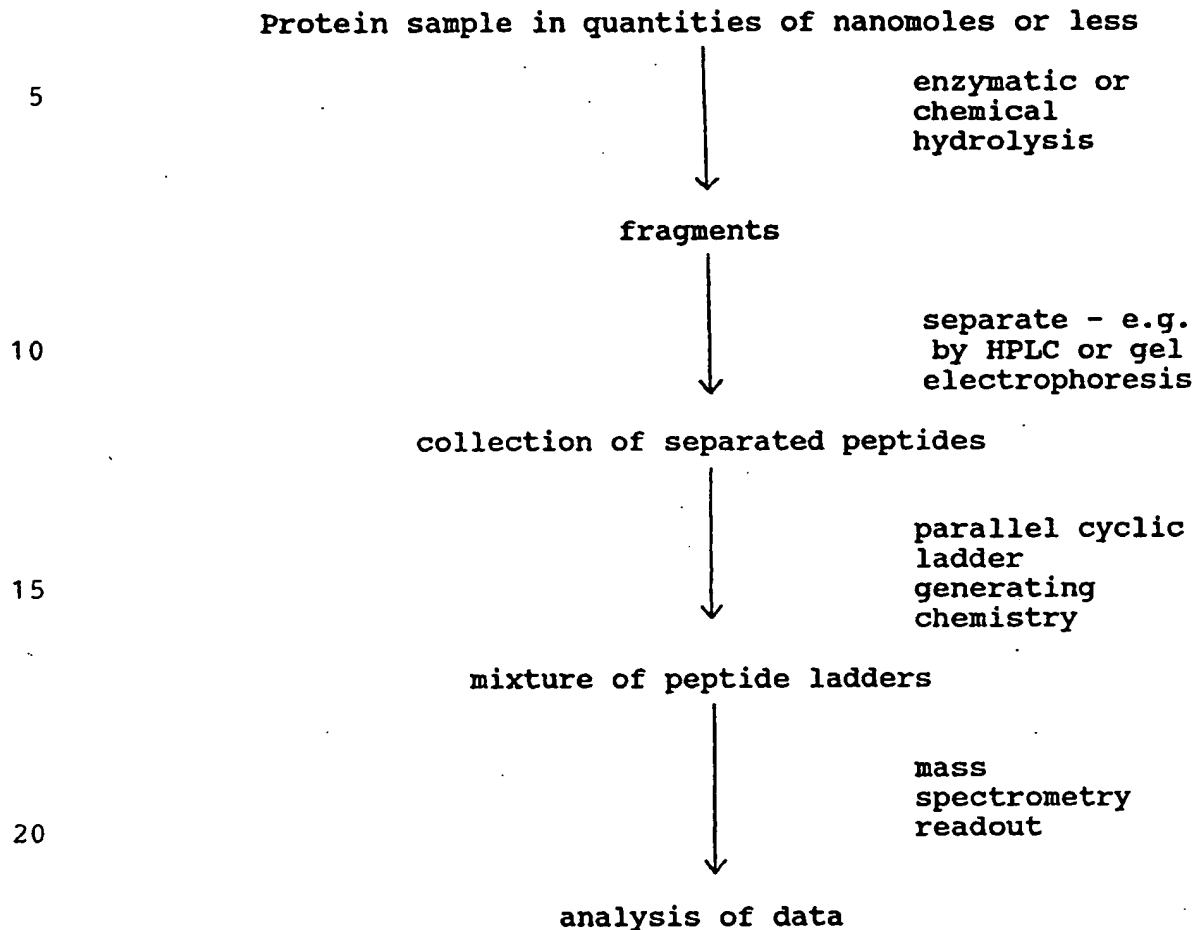 Protein sample in quantities of nanomoles or less
5
enzymatic or
chemical
hydrolysis
fragments
separate - e.g.
10
by HPLC or gel
electrophoresis
collection of separated peptides
parallel cyclic
ladder
15
generating
chemistry
mixture of peptide ladders
mass
spectrometry
20
readout
analysis of data